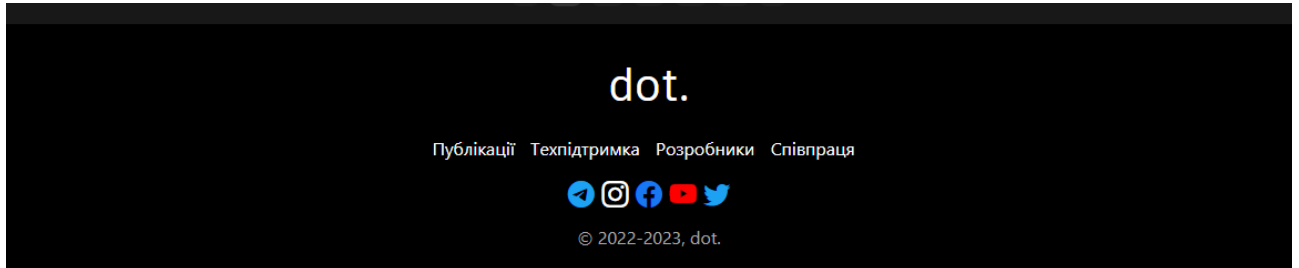 dot.
Публікації Техпідтримка Розробники Співпраця
© 2022-2023, dot.